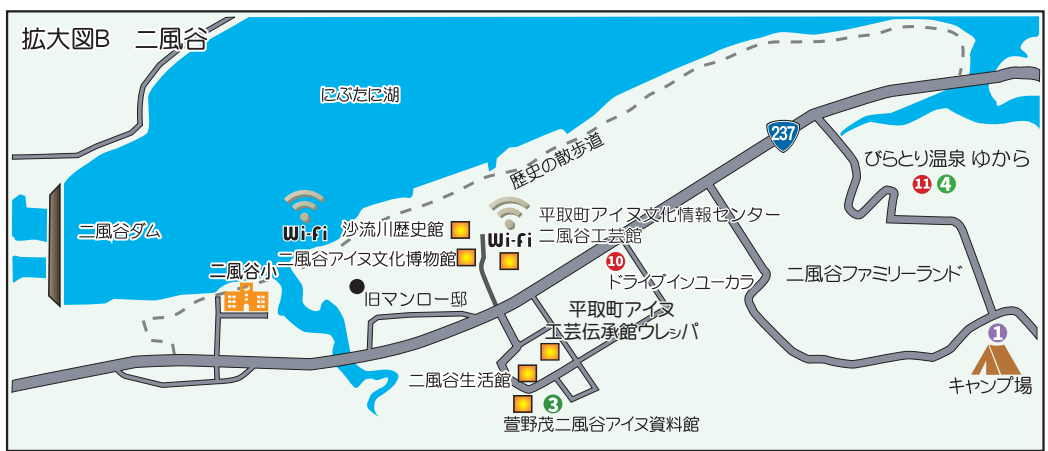 拡大図B 二風谷
にぶたに湖
237
歴史の散歩道
びらとり温泉 ゆから
11 4
二風谷ダム
Wi-Fi
沙流川歴史館
Wi-Fi
平取町アイヌ文化情報センター
二風谷工芸館
二風谷アイヌ文化博物館
二風谷小
10
ドライブインユーカラ
二風谷ファミリーランド
旧マンロー邸
平取町アイヌ
工芸伝承館ウレㇱパ
1
キャンプ場
二風谷生活館
3
萱野茂二風谷アイヌ資料館